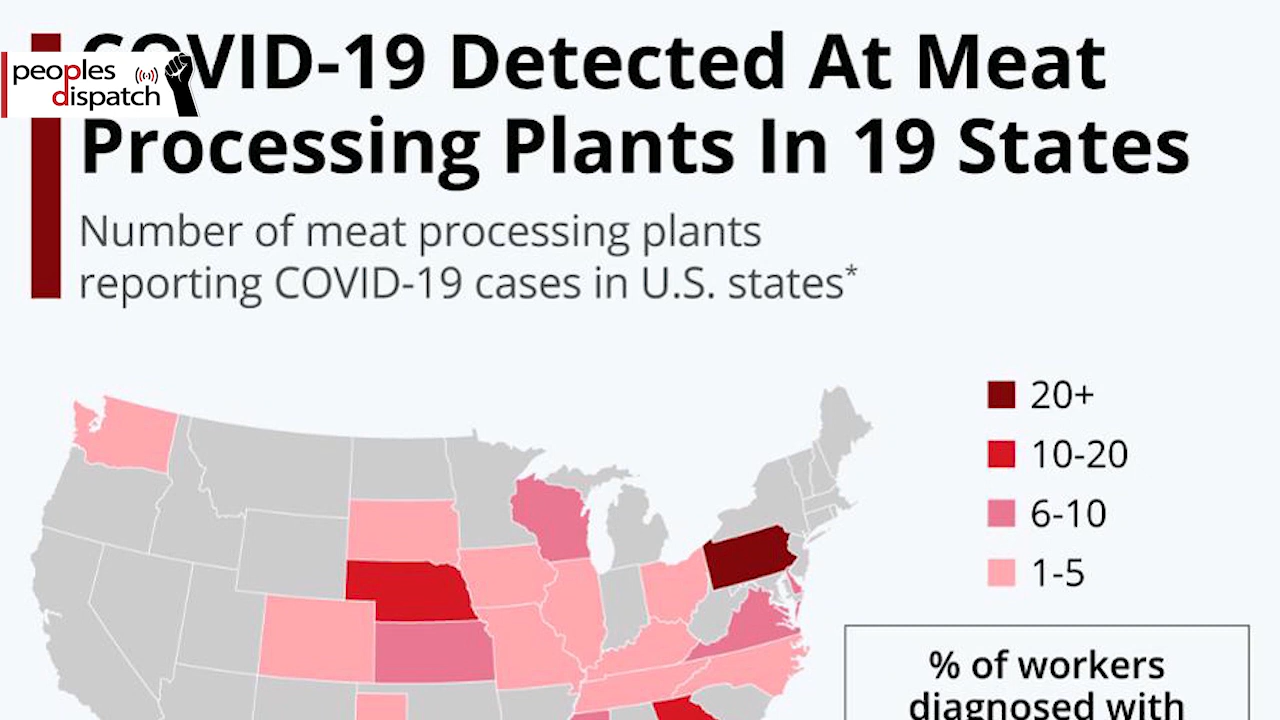 COVID-19 Detected At Meat
Processing Plants In 19 States
peoples
dispatch
Number of meat processing plants
reporting COVID-19 cases in U.S. states*
20+
10-20
6-10
1-5
% of workers
diagnosed with